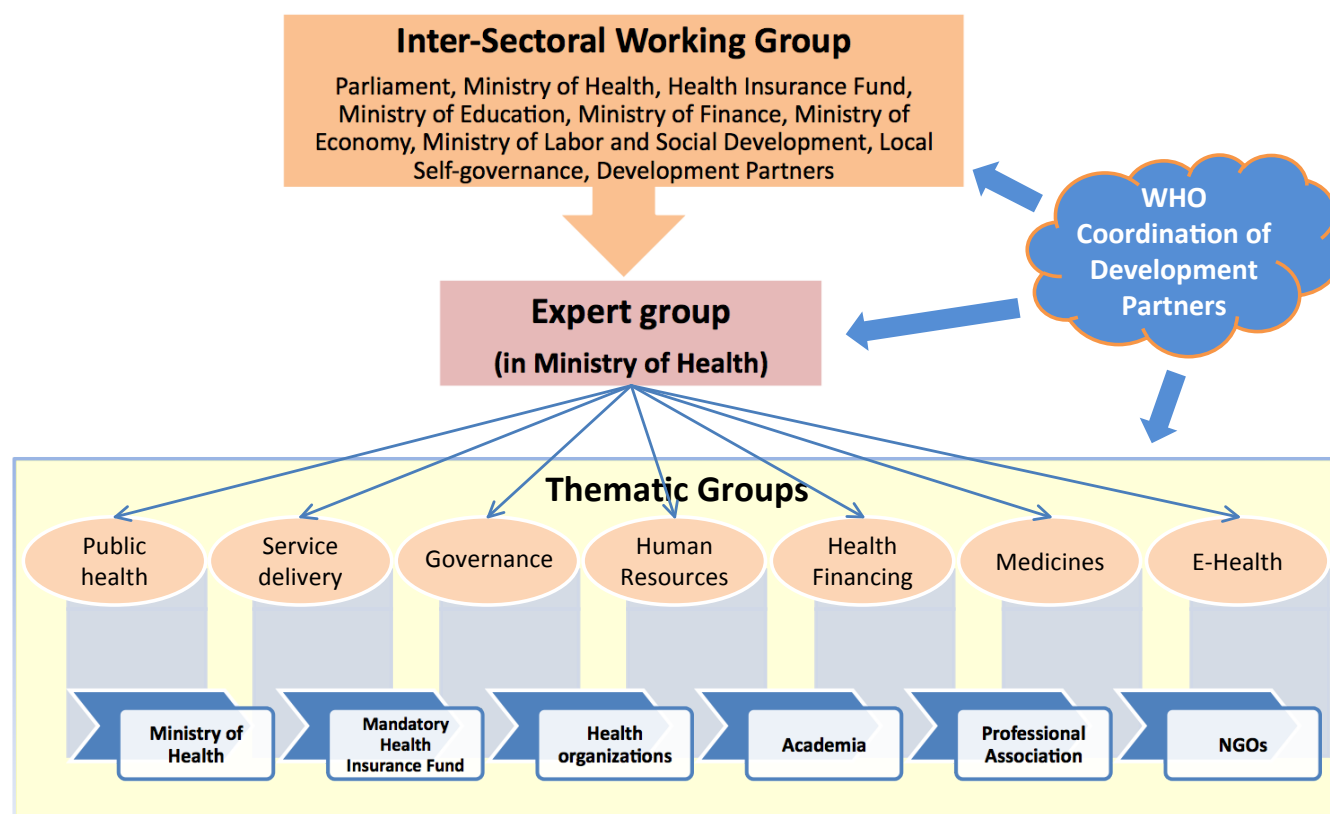 Inter-Sectoral Working Group
Parliament, Ministry of Health, Health Insurance Fund,
Ministry of Education, Ministry of Finance, Ministry of
Economy, Ministry of Labor and Social Development, Local
Self-governance, Development Partners
WHO
Coordination of
Development
Partners
Expert group
(in Ministry of Health)
Thematic Groups
Public
health
Service
delivery
Governance
Human
Resources
Health
Financing
Medicines
E-Health
Ministry of
Health
Mandatory
Health
Insurance Fund
Health
organizations
Academia
Professional
Association
NGOs